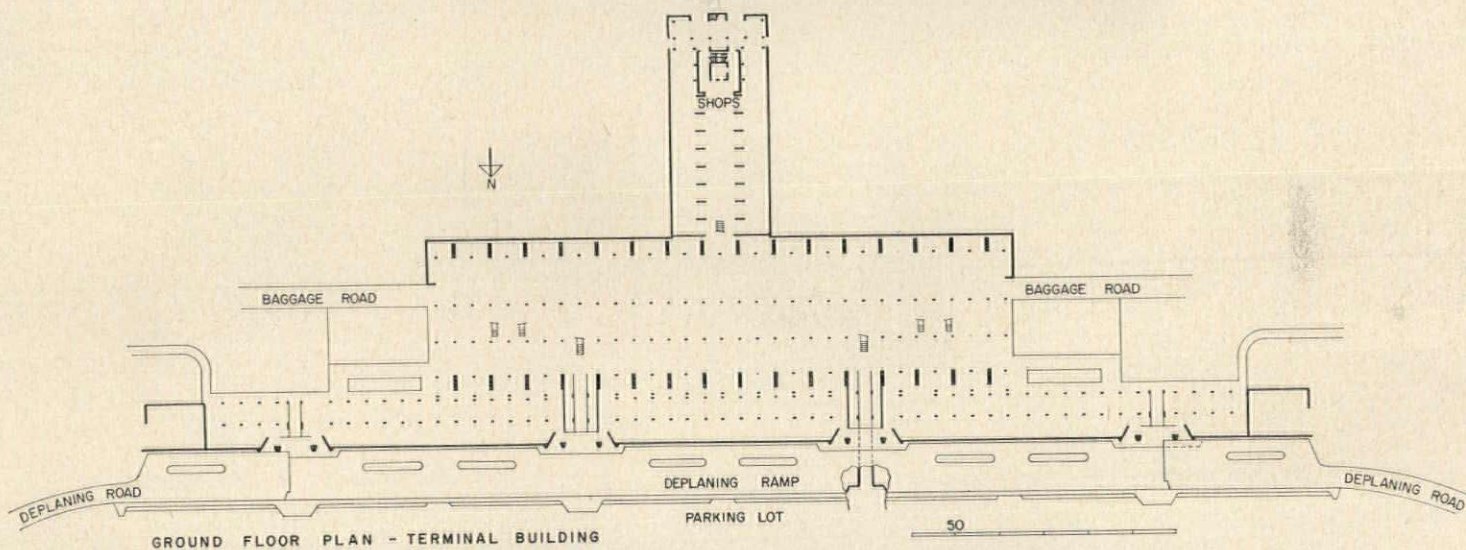 SHOPS
N
BAGGAGE ROAD
BAGGAGE ROAD
DEPLANING ROAD
DEPLANING RAMP
DEPLANING ROAD
PARKING LOT
50
GROUND FLOOR PLAN - TERMINAL BUILDING